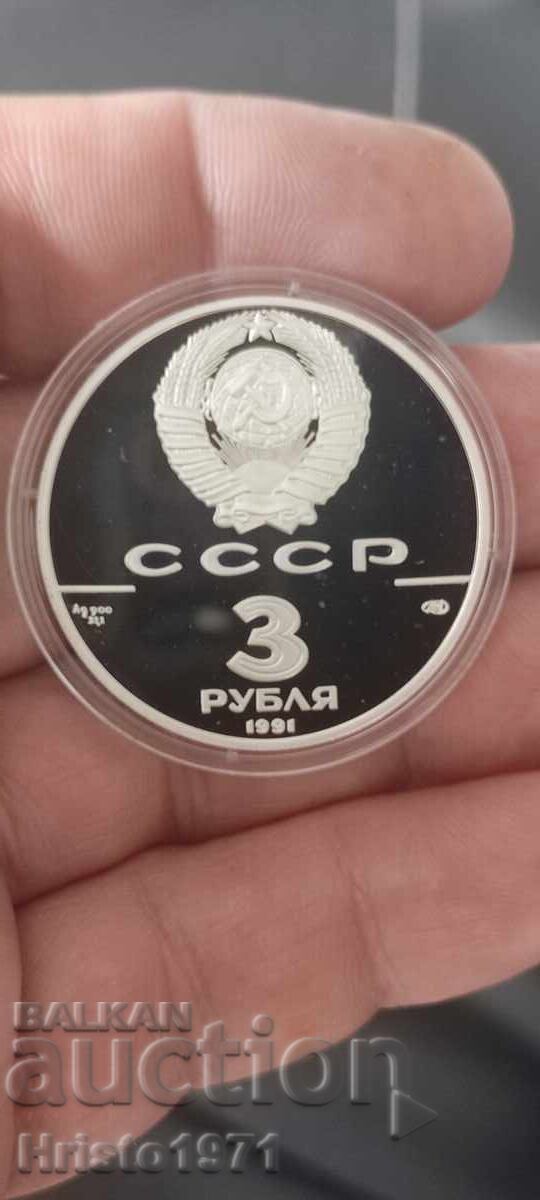 СССР
Ag 900
31,1
3
РУБЛЯ
1991
BALKAN
auction
Hristo1971